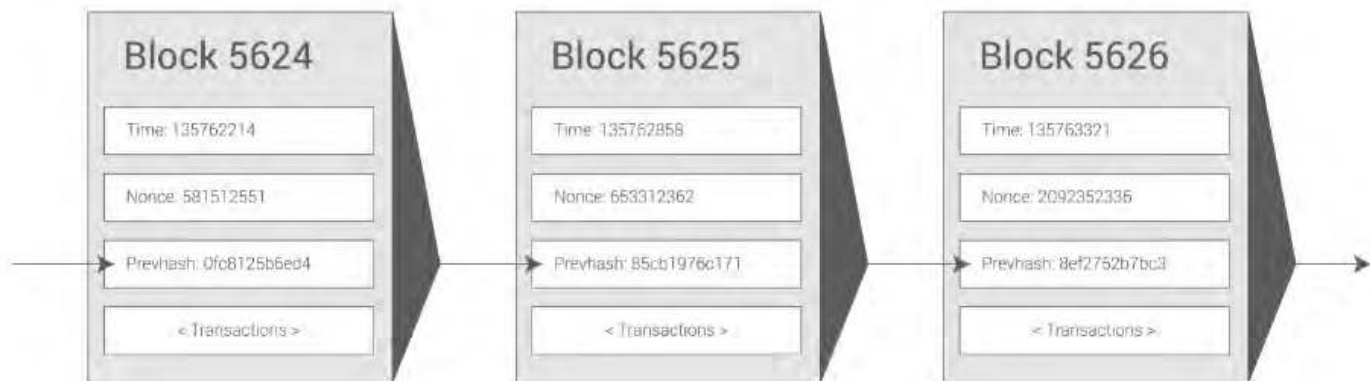 Block 5624
Time: 135762214
Nonce: 581512551
Prevhash: 0fc8125b6ed4
< Transactions >
Block 5625
Time: 135762858
Nonce: 653312362
Prevhash: 85cb1976c171
< Transactions >
Block 5626
Time: 135763321
Nonce: 2092352336
Prevhash: 8ef2762b7bc3
< Transactions >